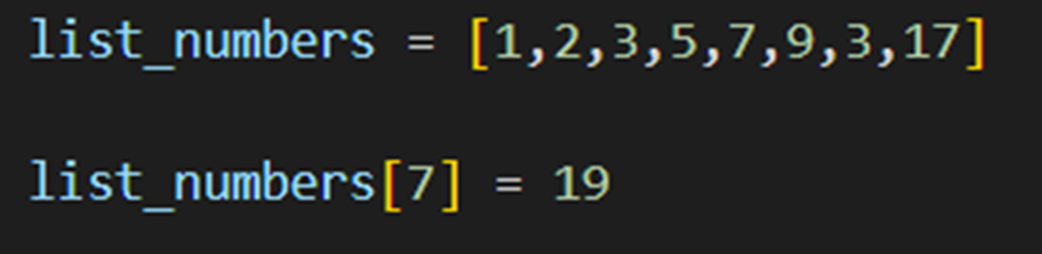 list_numbers = [1,2,3,5,7,9,3,17]
list_numbers[7] = 19